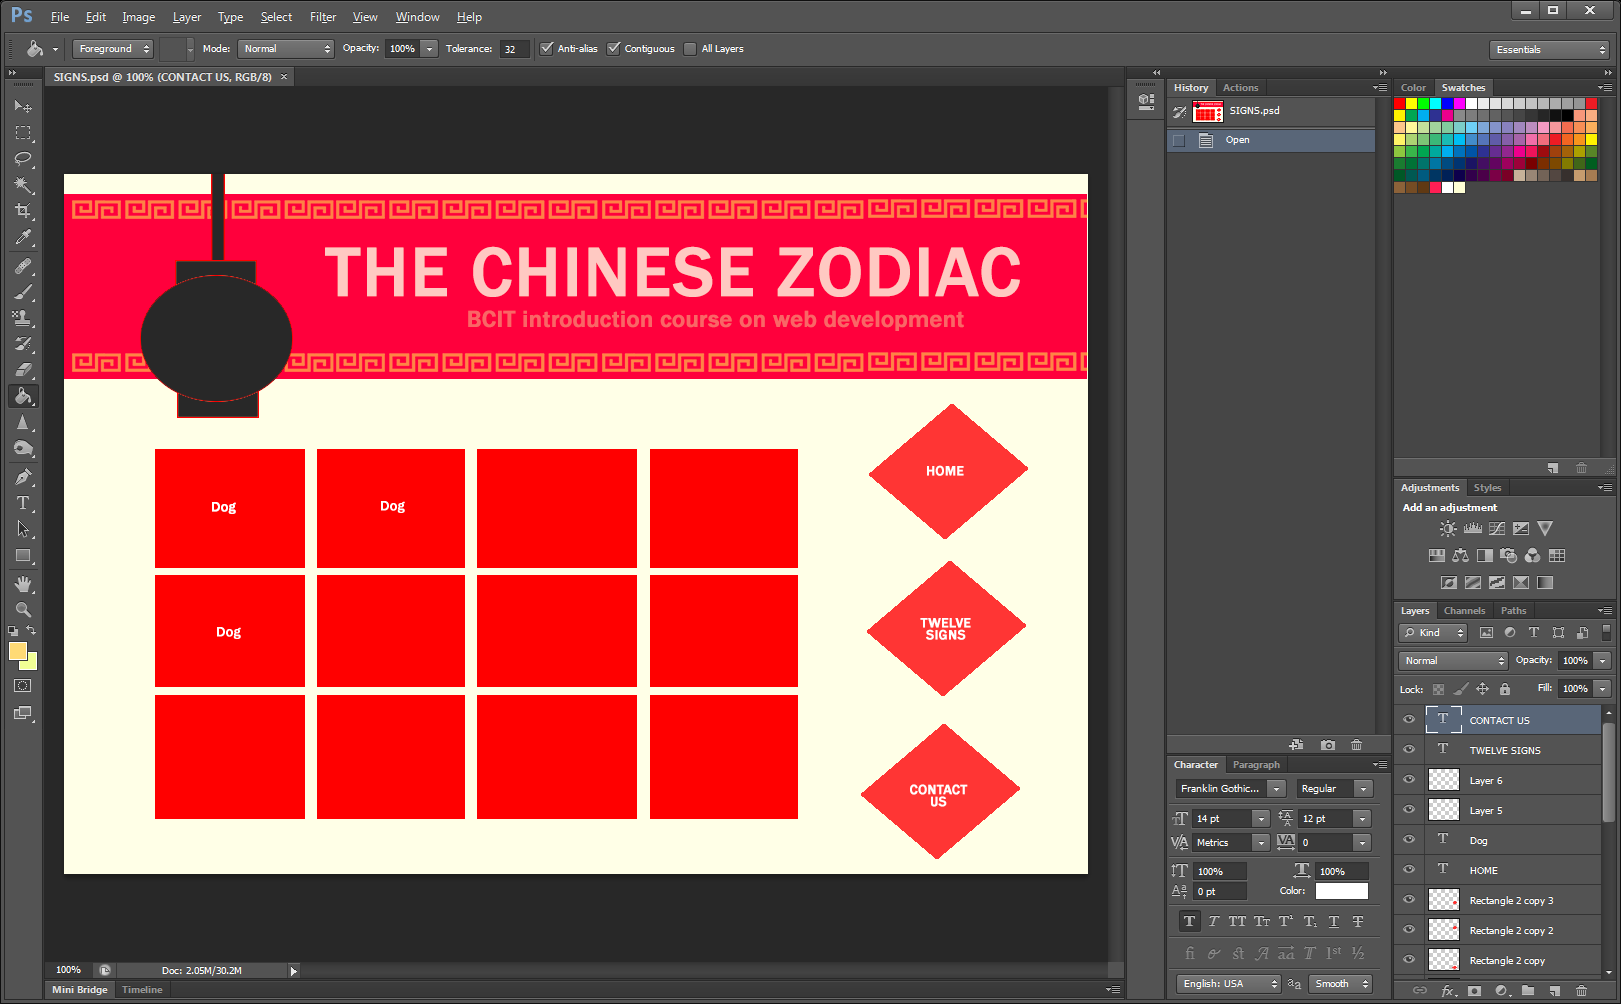 Ps File Edit Image Layer Type Select Filter View Window Help
Foreground Mode: Normal Opacity: 100% Tolerance: 32 Anti-alias Contiguous All Layers Essentials
SIGNS.psd @ 100% (CONTACT US, RGB/8) ×
THE CHINESE ZODIAC
BCIT introduction course on web development
Dog
Dog
Dog
HOME
TWELVE
SIGNS
CONTACT
US
100% Doc: 2.05M/30.2M
Mini Bridge Timeline
History Actions
SIGNS.psd
Open
Character Paragraph
Franklin Gothic... Regular
14 pt 12 pt
Metrics 0
100% 100%
0 pt Color:
English: USA Smooth
Color Swatches
Adjustments Styles
Add an adjustment
Layers Channels Paths
Kind
Normal Opacity: 100%
Lock: Fill: 100%
CONTACT US
TWELVE SIGNS
Layer 6
Layer 5
Dog
HOME
Rectangle 2 copy 3
Rectangle 2 copy 2
Rectangle 2 copy